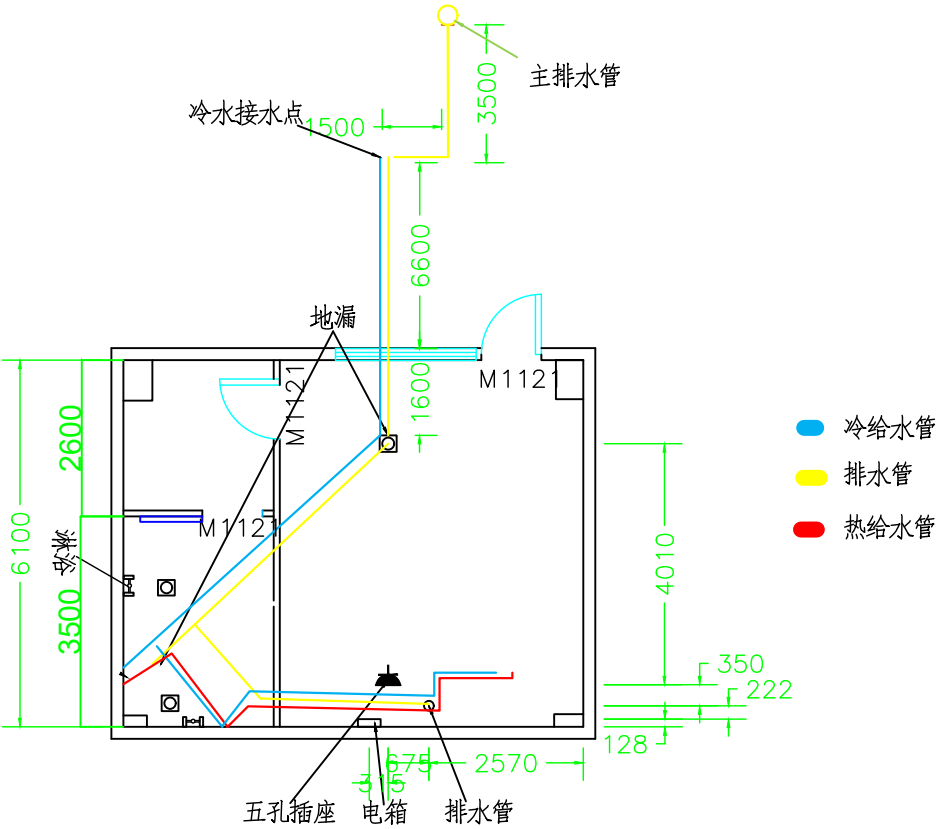 主排水管
3500
冷水接水点
1500
6600
地漏
M1121
M1121
1600
2600
冷给水管
排水管
热给水管
M1121
淋浴
6100
3500
4010
350
222
128
675
2570
315
五孔插座
电箱
排水管